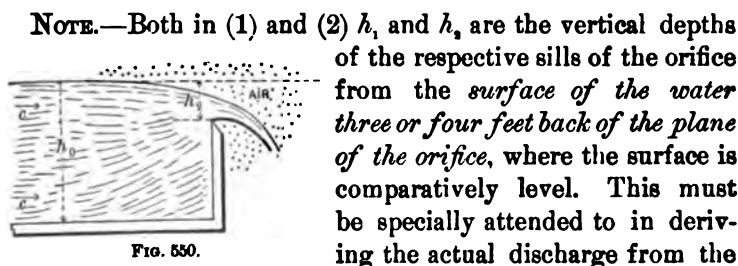 NOTE.—Both in (1) and (2) h₁ and h₂ are the vertical depths
of the respective sills of the orifice
from the surface of the water
three or four feet back of the plane
of the orifice, where the surface is
comparatively level. This must
be specially attended to in deriv-
ing the actual discharge from the
h₂
AIR.
c
h₀
c
FIG. 550.